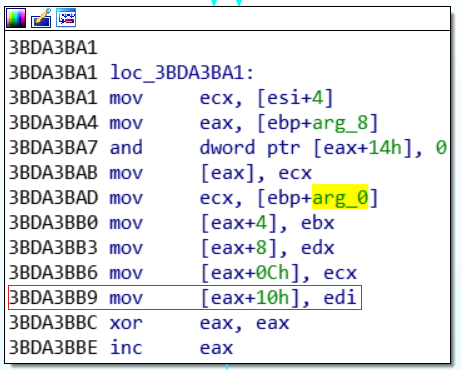 3BDA3BA1
3BDA3BA1 loc_3BDA3BA1:
3BDA3BA1 mov ecx, [esi+4]
3BDA3BA4 mov eax, [ebp+arg_8]
3BDA3BA7 and dword ptr [eax+14h], 0
3BDA3BAB mov [eax], ecx
3BDA3BAD mov ecx, [ebp+arg_0]
3BDA3BB0 mov [eax+4], ebx
3BDA3BB3 mov [eax+8], edx
3BDA3BB6 mov [eax+0Ch], ecx
3BDA3BB9 mov [eax+10h], edi
3BDA3BBC xor eax, eax
3BDA3BBE inc eax